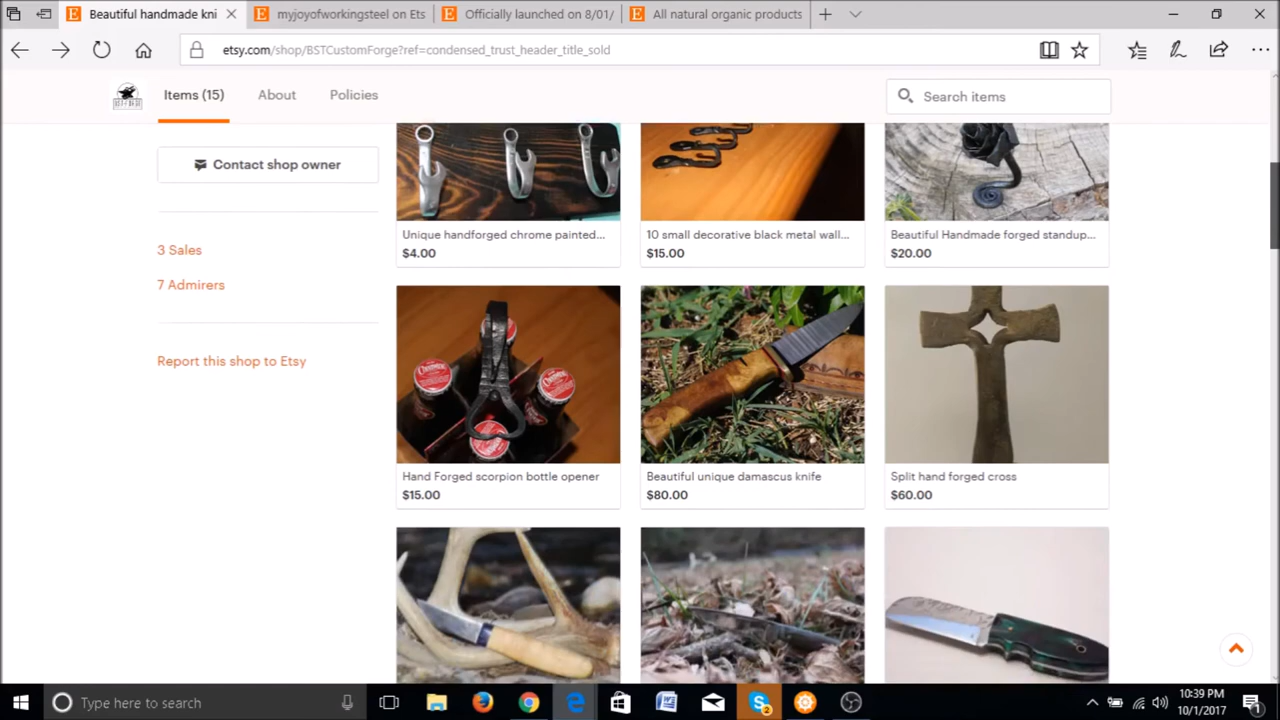 Beautiful handmade kni
myjoyofworkingsteel on Ets
Officially launched on 8/01/
All natural organic products
etsy.com/shop/BSTCustomForge?ref=condensed_trust_header_title_sold
Items (15)
About
Policies
Search items
Contact shop owner
3 Sales
7 Admirers
Report this shop to Etsy
Unique handforged chrome painted...
$4.00
10 small decorative black metal wall...
$15.00
Beautiful Handmade forged standup...
$20.00
Hand Forged scorpion bottle opener
$15.00
Beautiful unique damascus knife
$80.00
Split hand forged cross
$60.00
Type here to search
2
10:39 PM
10/1/2017
1